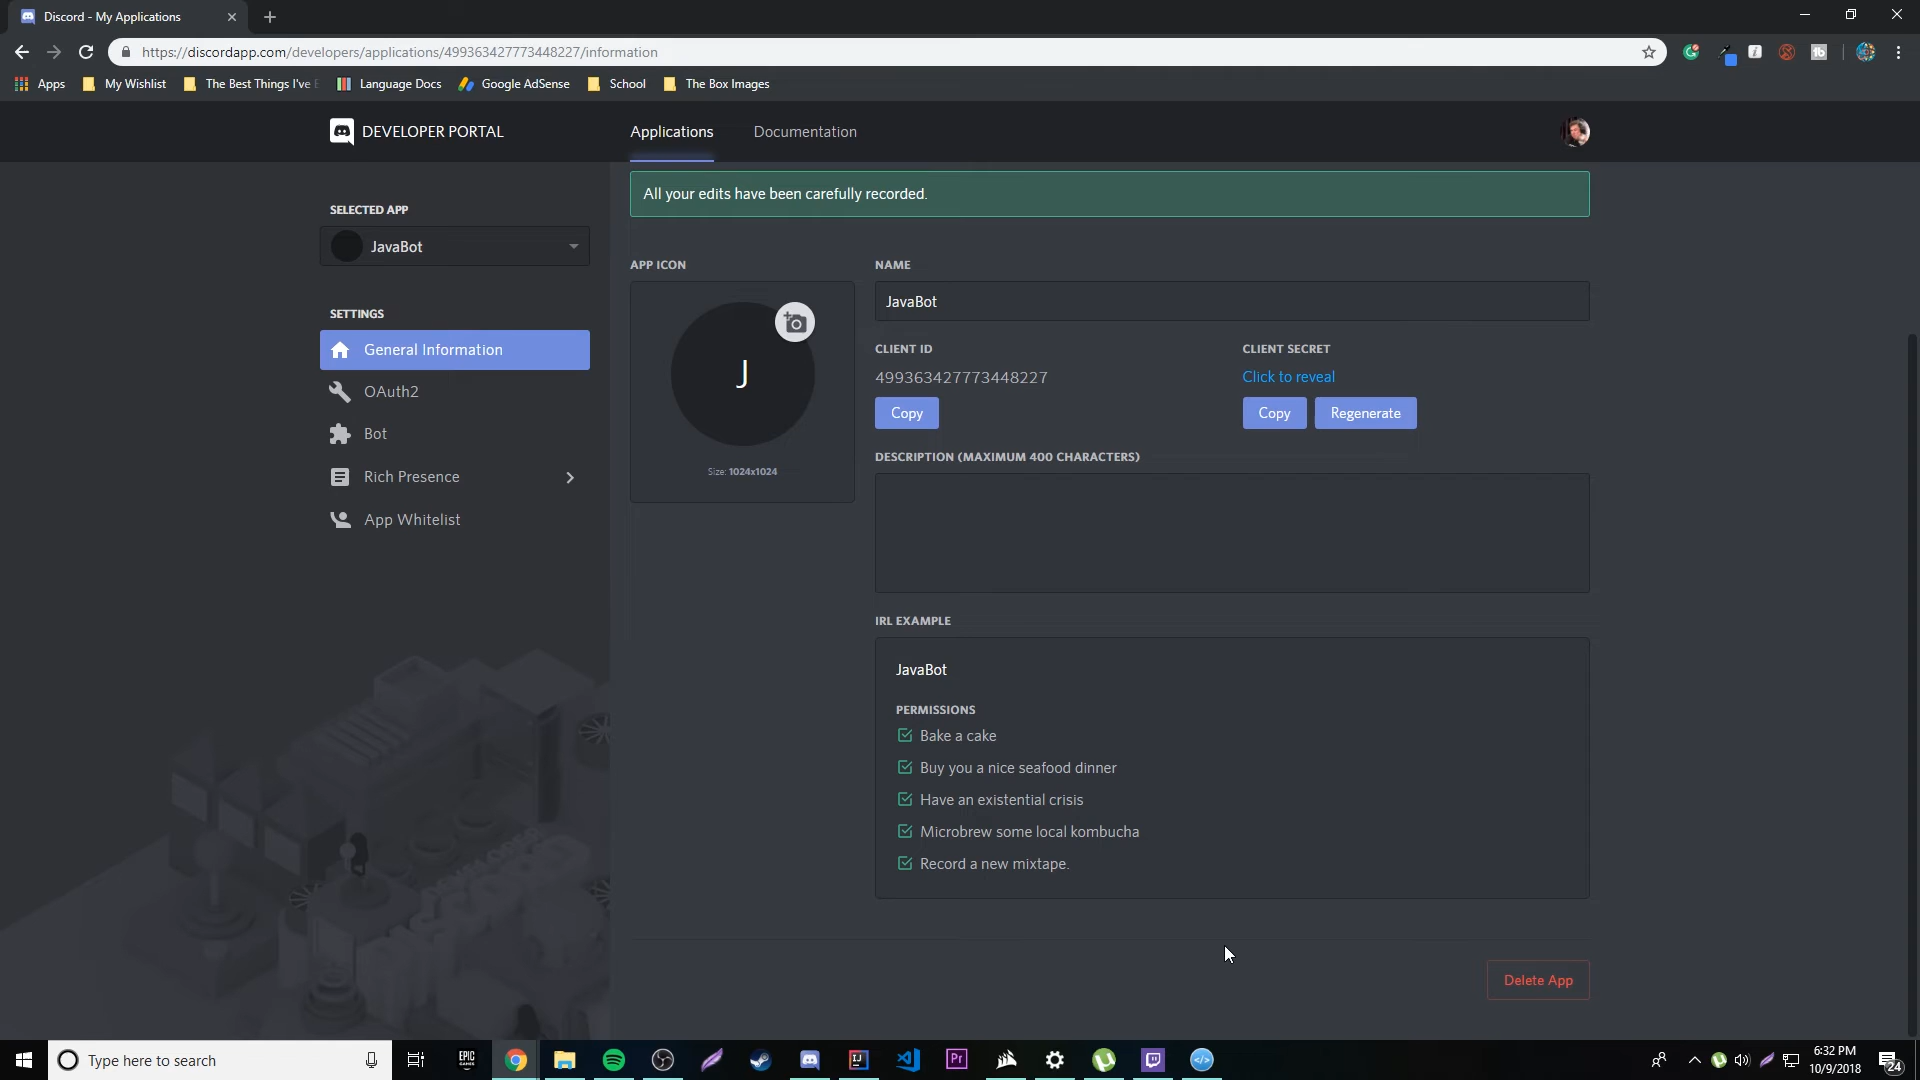 Discord - My Applications
https://discordapp.com/developers/applications/499363427773448227/information
Apps
My Wishlist
The Best Things I've
Language Docs
Google AdSense
School
The Box Images
DEVELOPER PORTAL
Applications
Documentation
All your edits have been carefully recorded.
SELECTED APP
JavaBot
SETTINGS
General Information
OAuth2
Bot
Rich Presence
App Whitelist
APP ICON
J
Size: 1024x1024
NAME
JavaBot
CLIENT ID
499363427773448227
Copy
CLIENT SECRET
Click to reveal
Copy
Regenerate
DESCRIPTION (MAXIMUM 400 CHARACTERS)
IRL EXAMPLE
JavaBot
PERMISSIONS
Bake a cake
Buy you a nice seafood dinner
Have an existential crisis
Microbrew some local kombucha
Record a new mixtape.
Delete App
Type here to search
EPIC GAMES
IJ
Pr
6:32 PM
10/9/2018
24